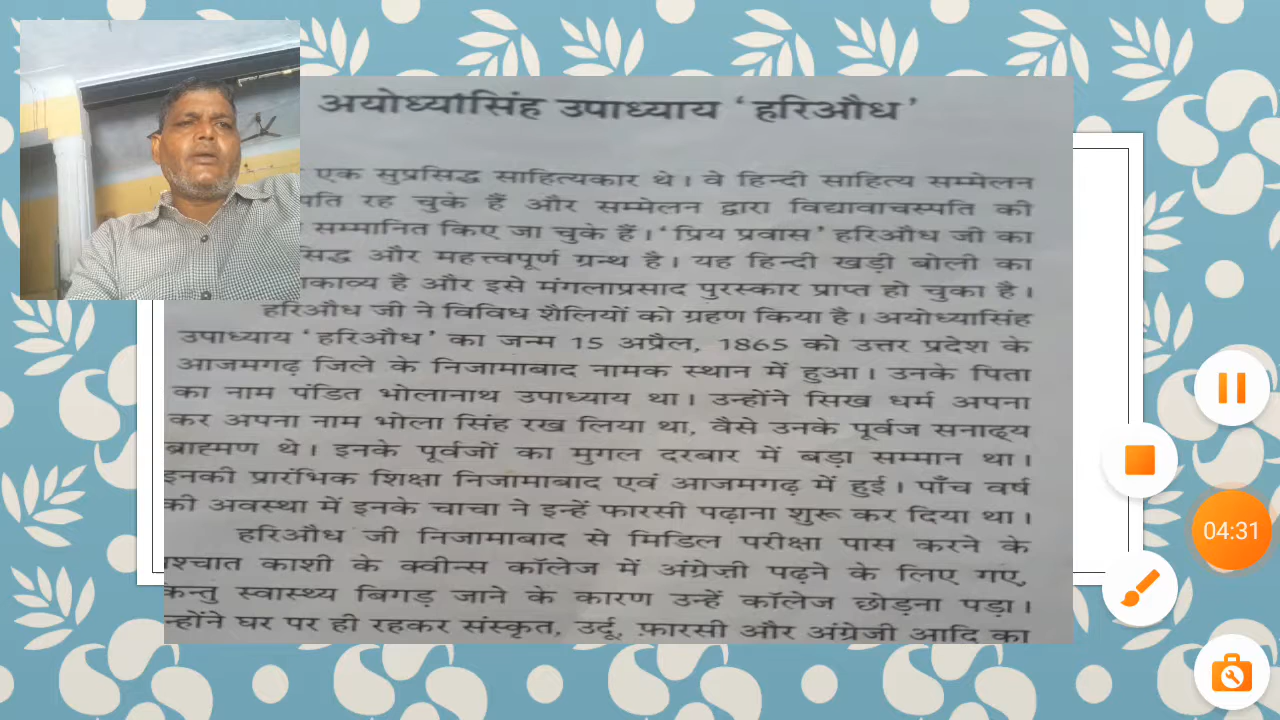 अयोध्यासिंह उपाध्याय 'हरिऔध'
एक सुप्रसिद्ध साहित्यकार थे। वे हिन्दी साहित्य सम्मेलन
रह चुके हैं और सम्मेलन द्वारा विद्यावाचस्पति की
सम्मानित किए जा चुके हैं। 'प्रिय प्रवास' हरिऔध जी का
और महत्त्वपूर्ण ग्रन्थ है। यह हिन्दी खड़ी बोली का
है और इसे मंगलाप्रसाद पुरस्कार प्राप्त हो चुका है।
हरिऔध जी ने विविध शैलियों को ग्रहण किया है। अयोध्यासिंह
उपाध्याय 'हरिऔध' का जन्म 15 अप्रैल, 1865 को उत्तर प्रदेश के
आजमगढ़ जिले के निजामाबाद नामक स्थान में हुआ। उनके पिता
का नाम पंडित भोलानाथ उपाध्याय था। उन्होंने सिख धर्म अपना
कर अपना नाम भोला सिंह रख लिया था, वैसे उनके पूर्वज सनाढ्य
ब्राह्मण थे। इनके पूर्वजों का मुगल दरबार में बड़ा सम्मान था।
इनकी प्रारंभिक शिक्षा निजामाबाद एवं आजमगढ़ में हुई। पाँच वर्ष
की अवस्था में इनके चाचा ने इन्हें फारसी पढ़ाना शुरू कर दिया था।
हरिऔध जी निजामाबाद से मिडिल परीक्षा पास करने के
श्चात काशी के क्वीन्स कॉलेज में अंग्रेज़ी पढ़ने के लिए गए,
केन्तु स्वास्थ्य बिगड़ जाने के कारण उन्हें कॉलेज छोड़ना पड़ा।
न्होंने घर पर ही रहकर संस्कृत, उर्दू, फ़ारसी और अंग्रेजी आदि का
04:31